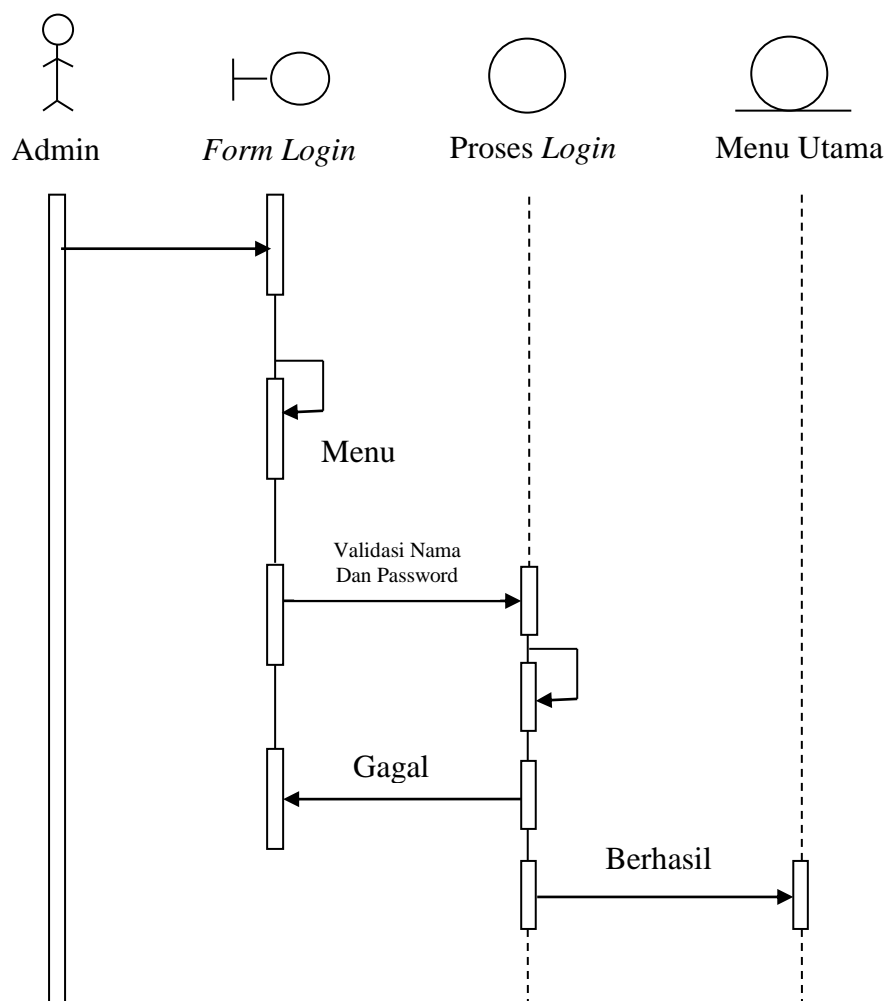 Admin
Form Login
Proses Login
Menu Utama
Menu
Validasi Nama
Dan Password
Gagal
Berhasil